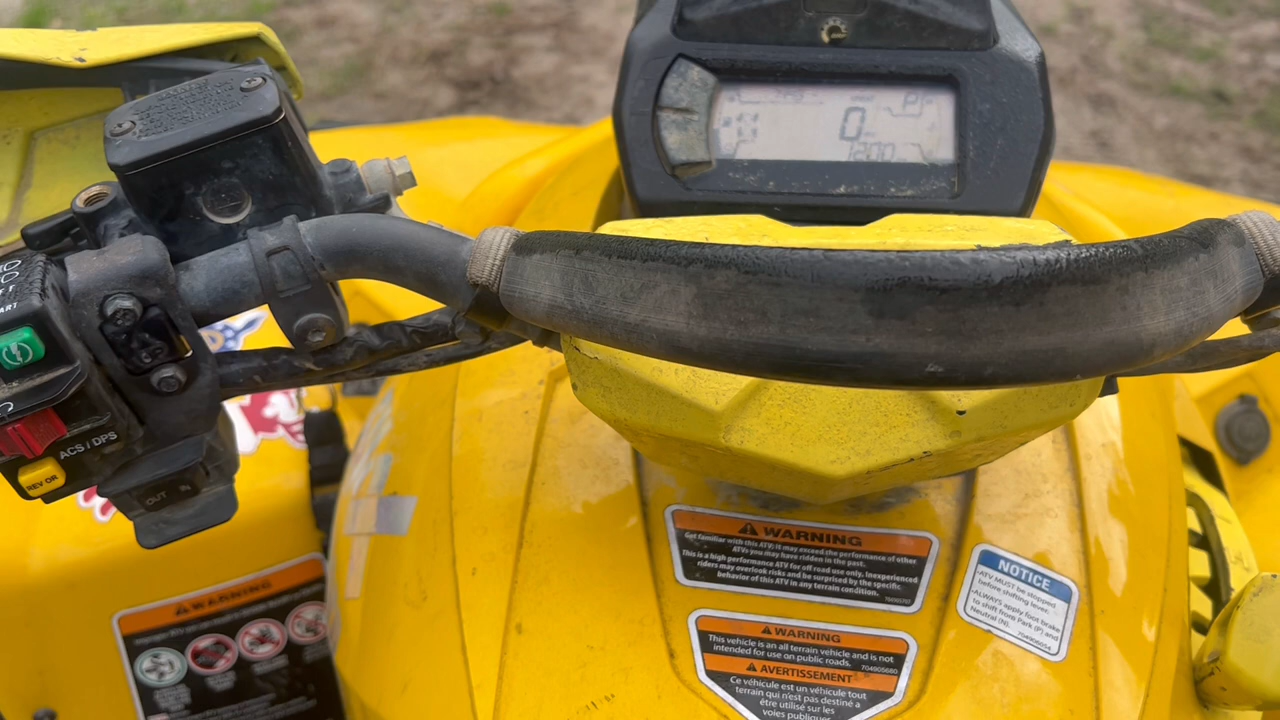 P
0
1200
OFF
ART
ACS / DPS
REV OR
OUT IN
WARNING
Get familiar with this ATV; it may exceed the performance of other
ATVs you may have ridden in the past.
This is a high performance ATV for off road use only. Inexperienced
riders may overlook risks and be surprised by the specific
behavior of this ATV in any terrain condition.
NOTICE
•ATV MUST be stopped
before shifting lever.
•ALWAYS apply foot brake
to shift from Park (P) and
Neutral (N).
704906054
WARNING
This vehicle is an all terrain vehicle and is not
intended for use on public roads. 704905680
AVERTISSEMENT
Ce véhicule est un véhicule tout
terrain qui n'est pas destiné à
être utilisé sur les
voies publiques
WARNING